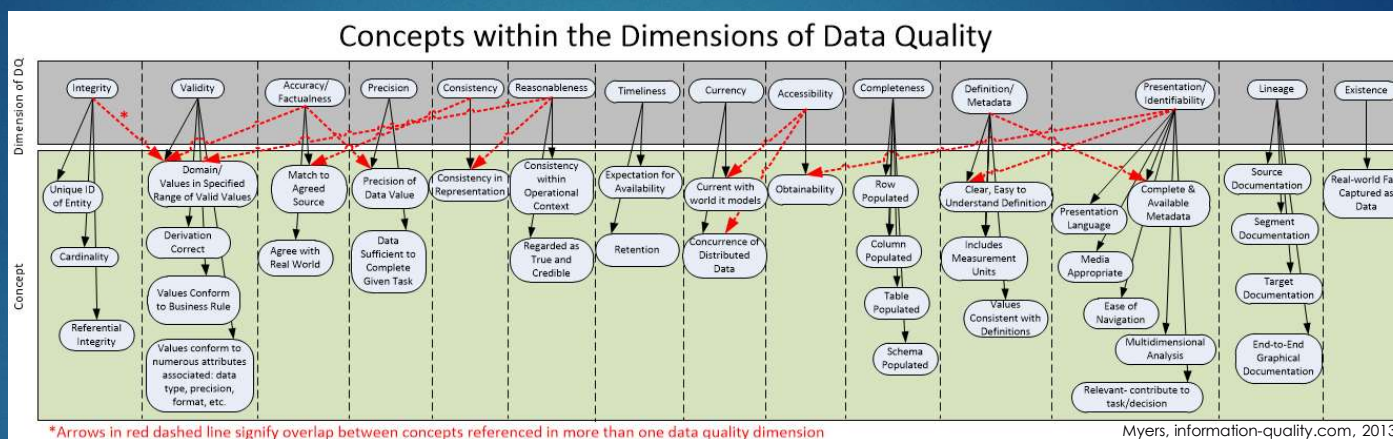 Concepts within the Dimensions of Data Quality
Dimension of DQ
Integrity
Validity
Accuracy/
Factualness
Precision
Consistency
Reasonableness
Timeliness
Currency
Accessibility
Completeness
Definition/
Metadata
Presentation/
Identifiability
Lineage
Existence
*
Concept
Unique ID
of Entity
Cardinality
Referential
Integrity
Domain/
Values in Specified
Range of Valid Values
Derivation
Correct
Values Conform
to Business Rule
Values conform to
numerous attributes
associated: data
type, precision,
format, etc.
Match to
Agreed
Source
Agree with
Real World
Precision of
Data Value
Data
Sufficient to
Complete
Given Task
Consistency in
Representation
Consistency
within
Operational
Context
Regarded as
True and
Credible
Expectation for
Availability
Retention
Current with
world it models
Concurrence of
Distributed
Data
Obtainability
Row
Populated
Column
Populated
Table
Populated
Schema
Populated
Clear, Easy to
Understand Definition
Includes
Measurement
Units
Values
Consistent with
Definitions
Complete &
Available
Metadata
Presentation
Language
Media
Appropriate
Ease of
Navigation
Multidimensional
Analysis
Relevant- contribute to
task/decision
Source
Documentation
Segment
Documentation
Target
Documentation
End-to-End
Graphical
Documentation
Real-world Fa
Captured as
Data
*Arrows in red dashed line signify overlap between concepts referenced in more than one data quality dimension
Myers, information-quality.com, 2013